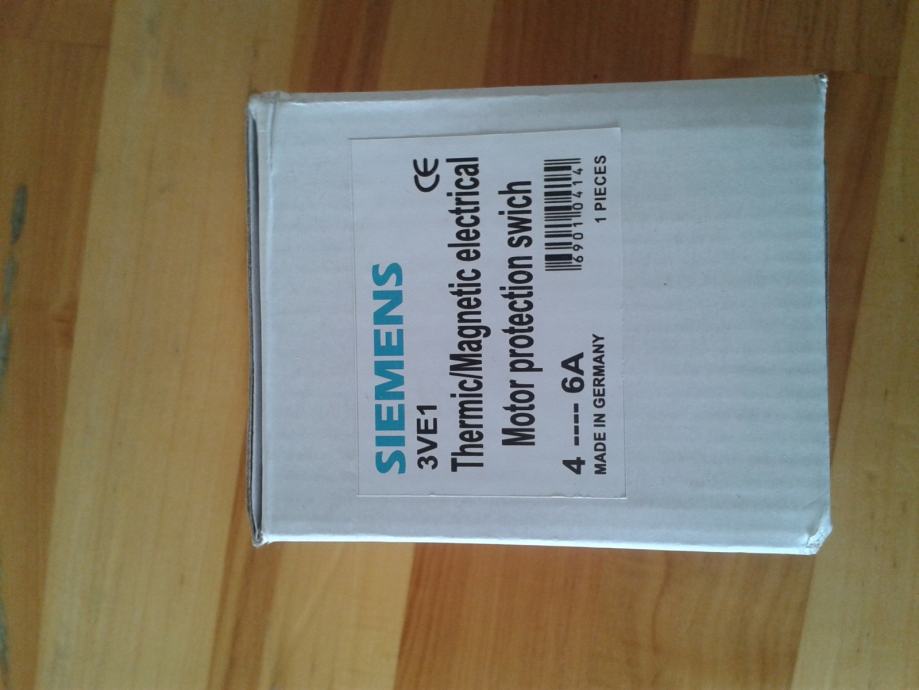 SIEMENS
3VE1 CE
Thermic/Magnetic electrical
Motor protection swich
4 ---- 6A
6901104141
MADE IN GERMANY
1 PIECES